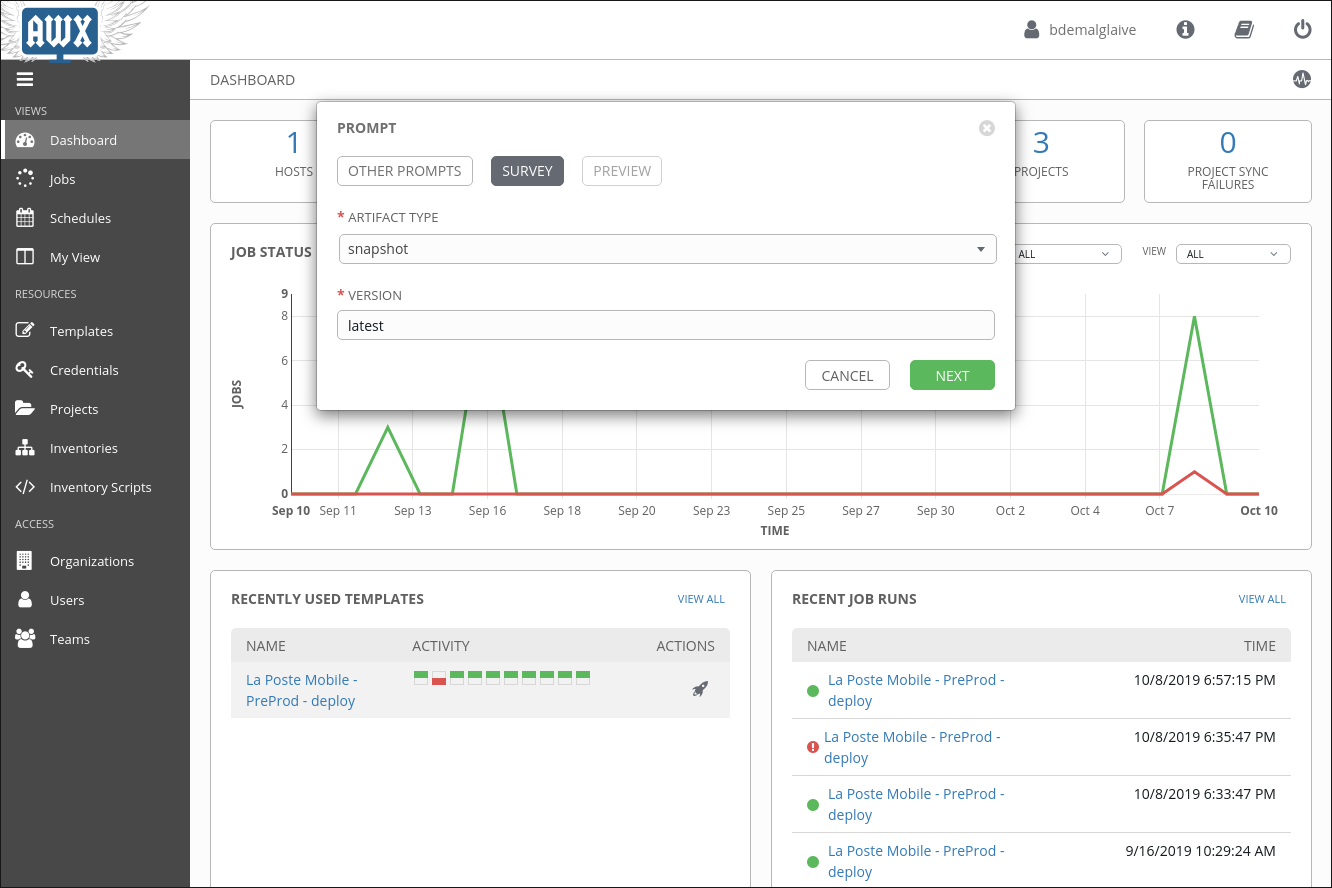 AWX
bdemalglaive
DASHBOARD
VIEWS
Dashboard
Jobs
Schedules
My View
RESOURCES
Templates
Credentials
Projects
Inventories
Inventory Scripts
ACCESS
Organizations
Users
Teams
1
HOSTS
3
PROJECTS
0
PROJECT SYNC
FAILURES
PROMPT
OTHER PROMPTS SURVEY PREVIEW
* ARTIFACT TYPE
snapshot
* VERSION
latest
CANCEL NEXT
JOB STATUS
ALL VIEW ALL
9
8
6
4
2
0
JOBS
Sep 10 Sep 11 Sep 13 Sep 16 Sep 18 Sep 20 Sep 23 Sep 25 Sep 27 Sep 30 Oct 2 Oct 4 Oct 7 Oct 10
TIME
RECENTLY USED TEMPLATES VIEW ALL
NAME ACTIVITY ACTIONS
La Poste Mobile -
PreProd - deploy
RECENT JOB RUNS VIEW ALL
NAME TIME
La Poste Mobile - PreProd - 10/8/2019 6:57:15 PM
deploy
La Poste Mobile - PreProd - 10/8/2019 6:35:47 PM
deploy
La Poste Mobile - PreProd - 10/8/2019 6:33:47 PM
deploy
La Poste Mobile - PreProd - 9/16/2019 10:29:24 AM
deploy